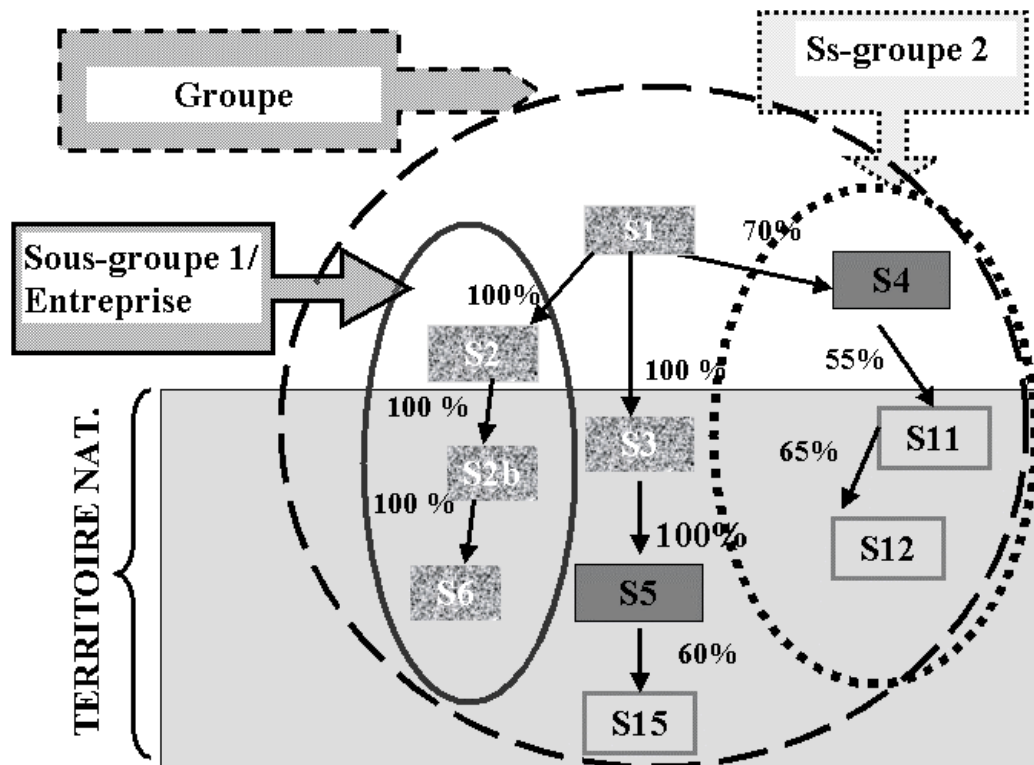 Groupe
Ss-groupe 2
Sous-groupe 1/
Entreprise
S1
70%
S4
100%
S2
55%
100 %
100 %
S3
S11
65%
S2b
100 %
100%
S12
S6
S5
60%
S15
TERRITOIRE NAT.